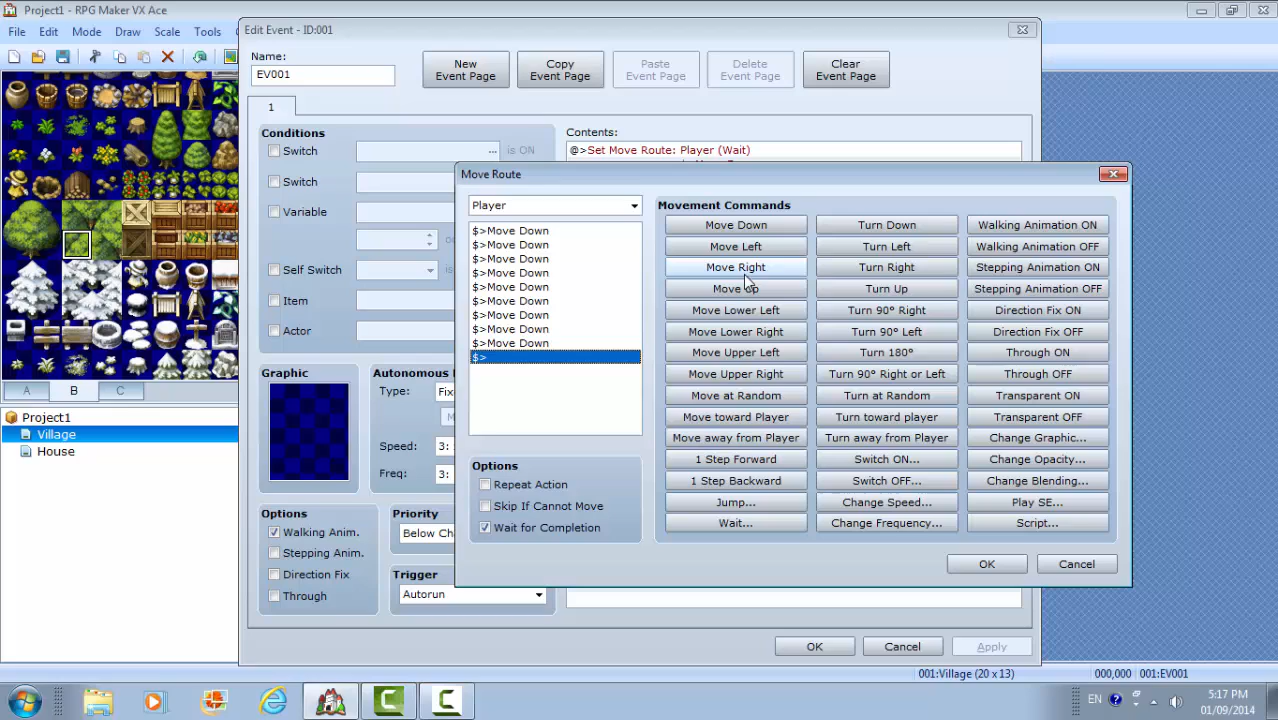 Project1 - RPG Maker VX Ace
File Edit Mode Draw Scale Tools
Edit Event - ID:001
Name:
EV001
New Event Page
Copy Event Page
Paste Event Page
Delete Event Page
Clear Event Page
1
Conditions
Switch ... is ON
Switch
Variable
Self Switch
Item
Actor
Contents:
@>Set Move Route: Player (Wait)
Graphic
Autonomous
Type: Fix
Speed: 3:
Freq: 3:
Options
Walking Anim.
Stepping Anim.
Direction Fix
Through
Priority
Below Ch
Trigger
Autorun
OK Cancel Apply
A B C
Project1
Village
House
Move Route
Player
$>Move Down
$>Move Down
$>Move Down
$>Move Down
$>Move Down
$>Move Down
$>Move Down
$>Move Down
$>Move Down
$>
Options
Repeat Action
Skip If Cannot Move
Wait for Completion
Movement Commands
Move Down Turn Down Walking Animation ON
Move Left Turn Left Walking Animation OFF
Move Right Turn Right Stepping Animation ON
Move Up Turn Up Stepping Animation OFF
Move Lower Left Turn 90° Right Direction Fix ON
Move Lower Right Turn 90° Left Direction Fix OFF
Move Upper Left Turn 180° Through ON
Move Upper Right Turn 90° Right or Left Through OFF
Move at Random Turn at Random Transparent ON
Move toward Player Turn toward player Transparent OFF
Move away from Player Turn away from Player Change Graphic...
1 Step Forward Switch ON... Change Opacity...
1 Step Backward Switch OFF... Change Blending...
Jump... Change Speed... Play SE...
Wait... Change Frequency... Script...
OK Cancel
001:Village (20 x 13) 000,000 001:EV001
EN
5:17 PM
01/09/2014